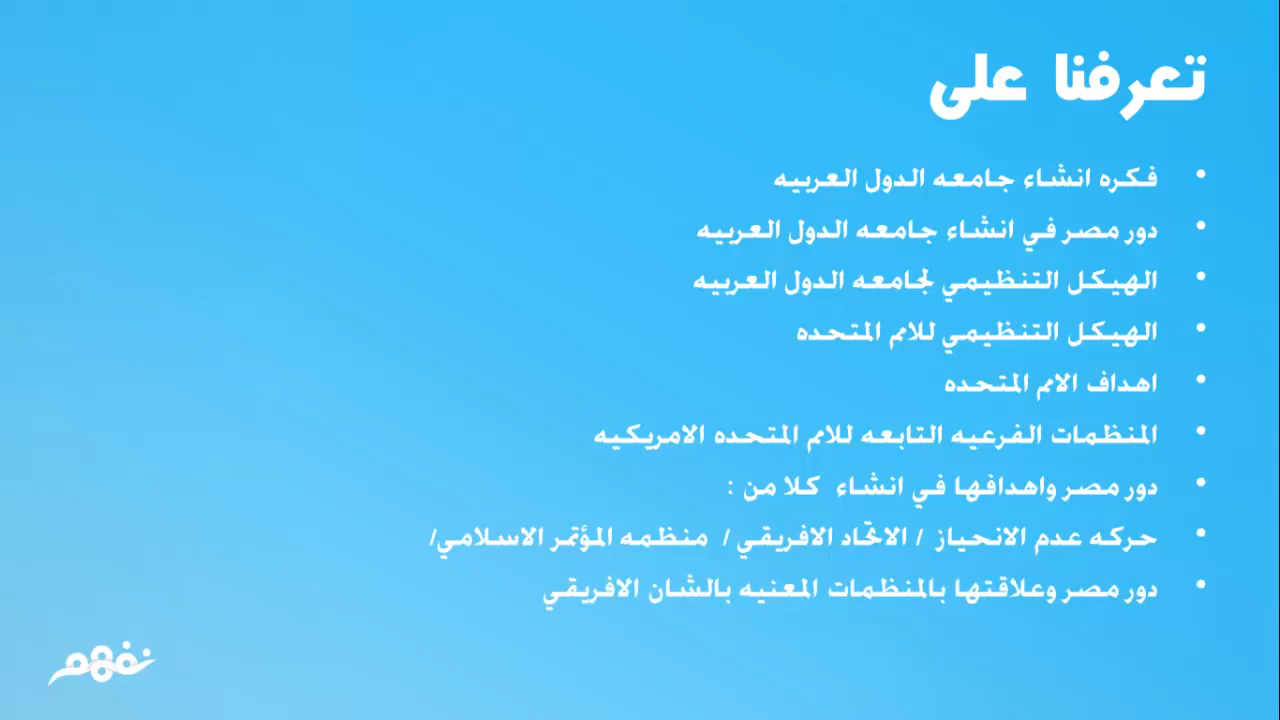 تعرفنا على
• فكره انشاء جامعه الدول العربيه
• دور مصر في انشاء جامعه الدول العربيه
• الهيكل التنظيمي لجامعه الدول العربيه
• الهيكل التنظيمي للامم المتحده
• اهداف الامم المتحده
• المنظمات الفرعيه التابعه للامم المتحده الامريكيه
• دور مصر واهدافها في انشاء كلا من :
• حركه عدم الانحياز / الاتحاد الافريقي / منظمه المؤتمر الاسلامي/
• دور مصر وعلاقتها بالمنظمات المعنيه بالشان الافريقي
نفهم